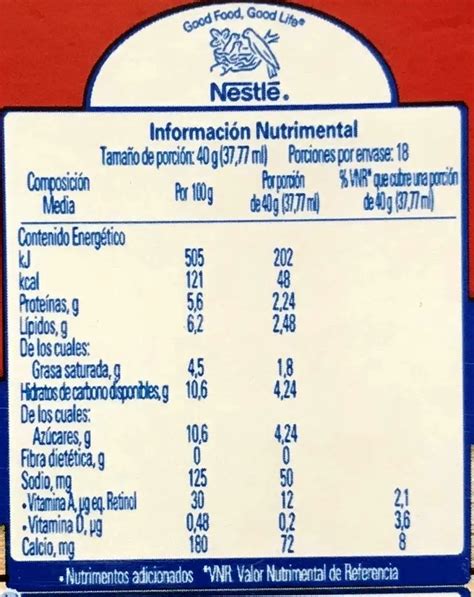 Good Food, Good Life®
Nestlé.
Información Nutrimental
Tamaño de porción: 40 g (37,77 ml) Porciones por envase: 18
Composición Media Por 100g Por porción de 40 g (37,77 ml) % VNR* que cubre una porción de 40 g (37,77 ml)
Contenido Energético
kJ 505 202
kcal 121 48
Proteínas, g 5,6 2,24
Lípidos, g 6,2 2,48
De los cuales:
Grasa saturada, g 4,5 1,8
Hidratos de carbono disponibles, g 10,6 4,24
De los cuales:
Azúcares, g 10,6 4,24
Fibra dietética, g 0 0
Sodio, mg 125 50
• Vitamina A, µg eq. Retinol 30 12 2,1
• Vitamina D, µg 0,48 0,2 3,6
Calcio, mg 180 72 8
• Nutrimentos adicionados *VNR. Valor Nutrimental de Referencia